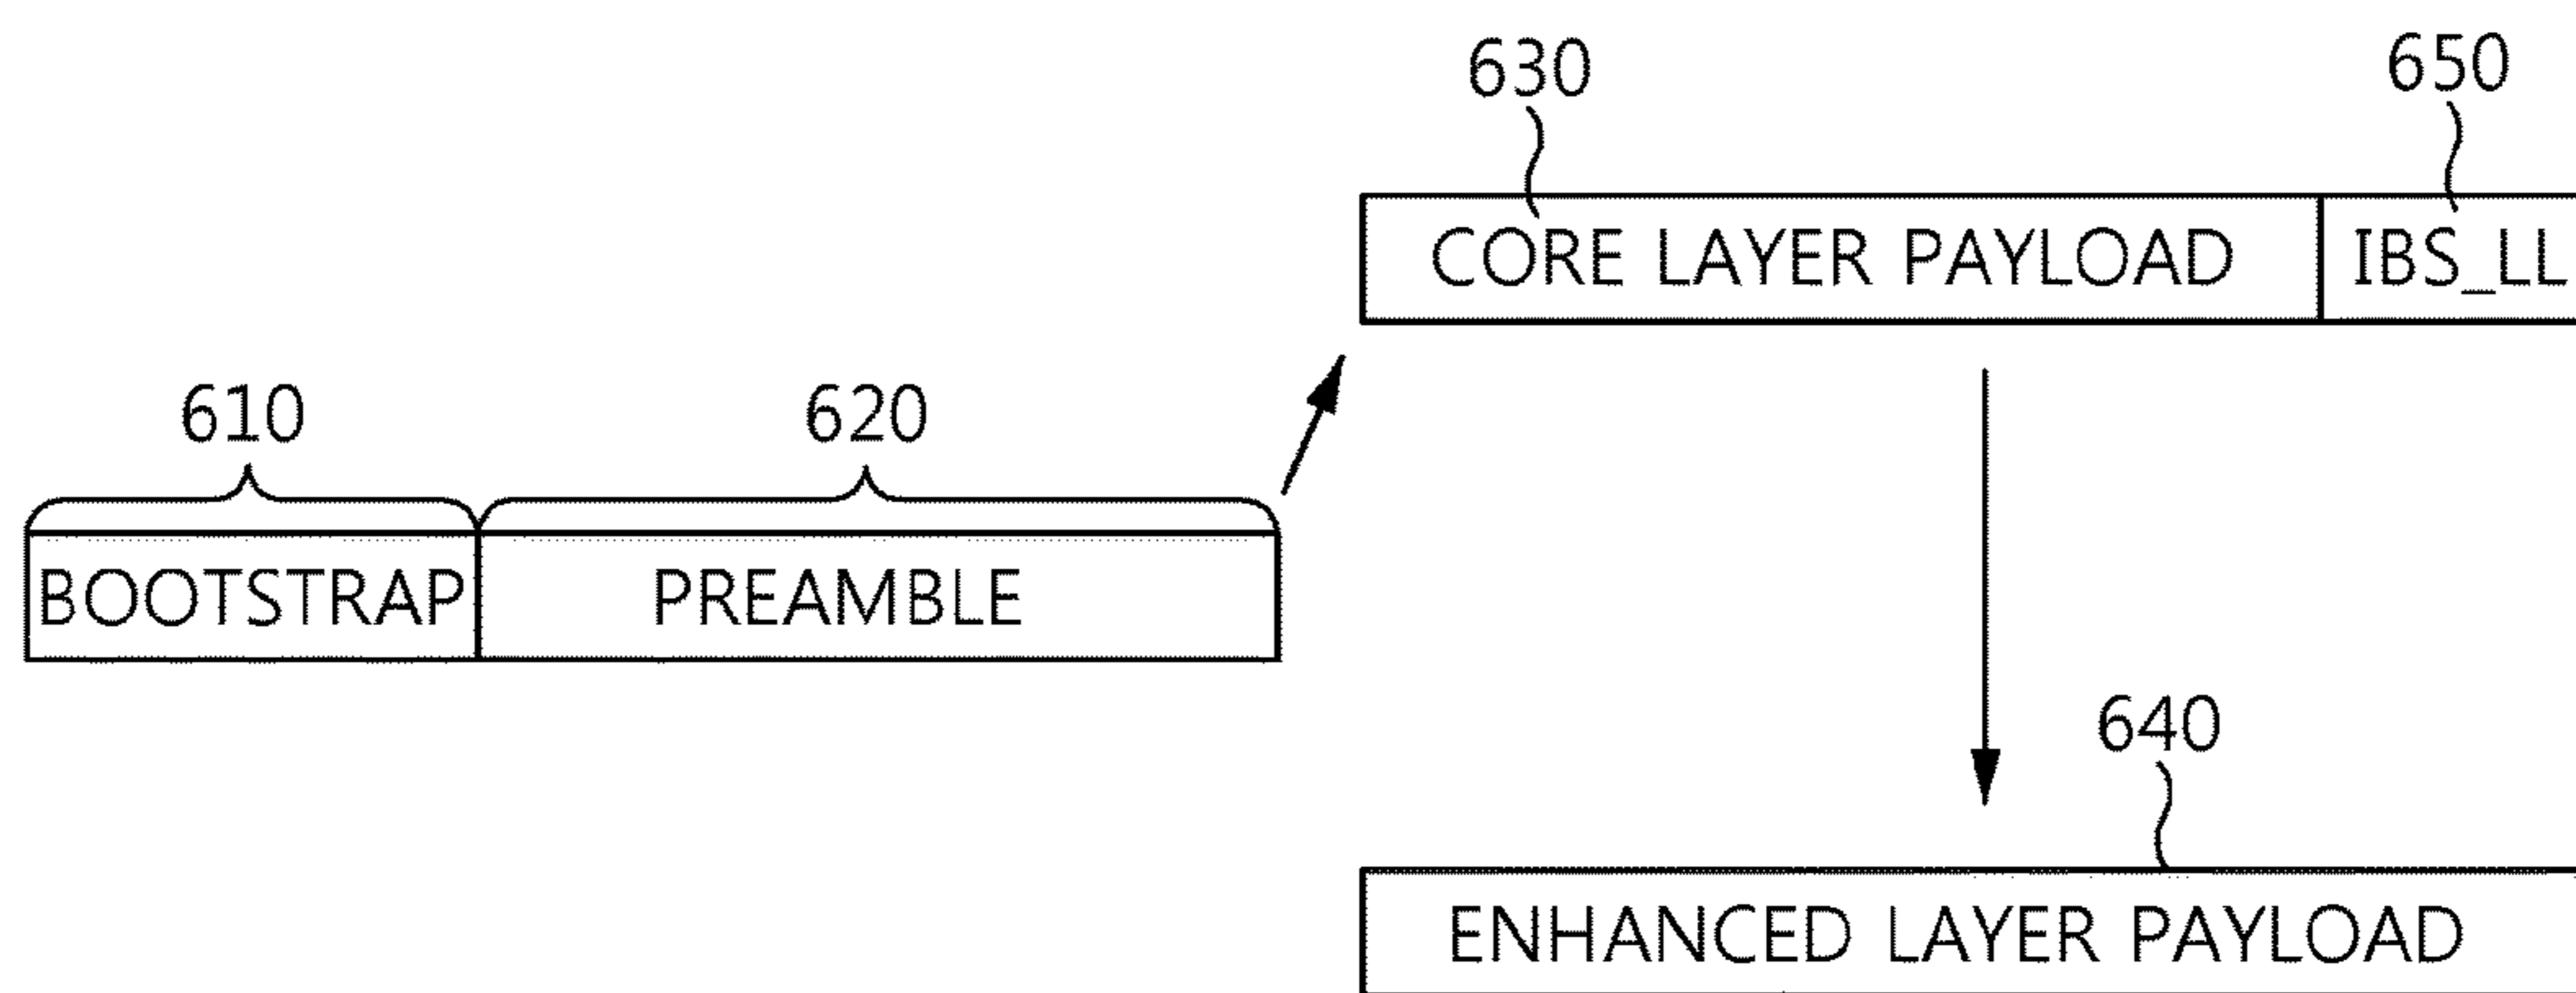 630
650
CORE LAYER PAYLOAD
IBS_LL
610
620
BOOTSTRAP
PREAMBLE
640
ENHANCED LAYER PAYLOAD